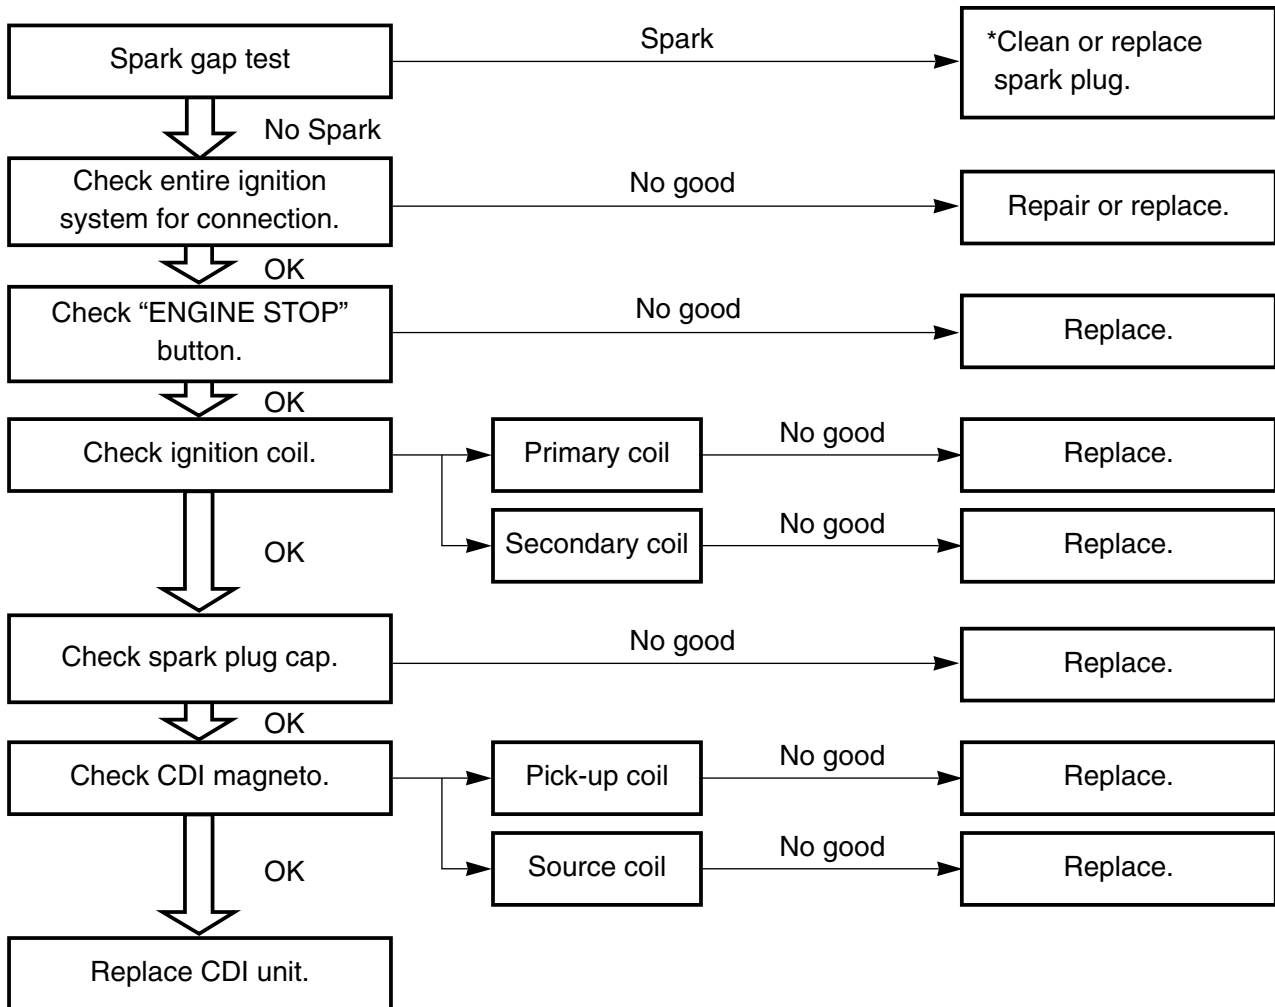 Spark gap test
Spark
*Clean or replace
spark plug.
No Spark
Check entire ignition
system for connection.
No good
Repair or replace.
OK
Check “ENGINE STOP”
button.
No good
Replace.
OK
Check ignition coil.
Primary coil
No good
Replace.
Secondary coil
No good
Replace.
OK
Check spark plug cap.
No good
Replace.
OK
Check CDI magneto.
Pick-up coil
No good
Replace.
Source coil
No good
Replace.
OK
Replace CDI unit.